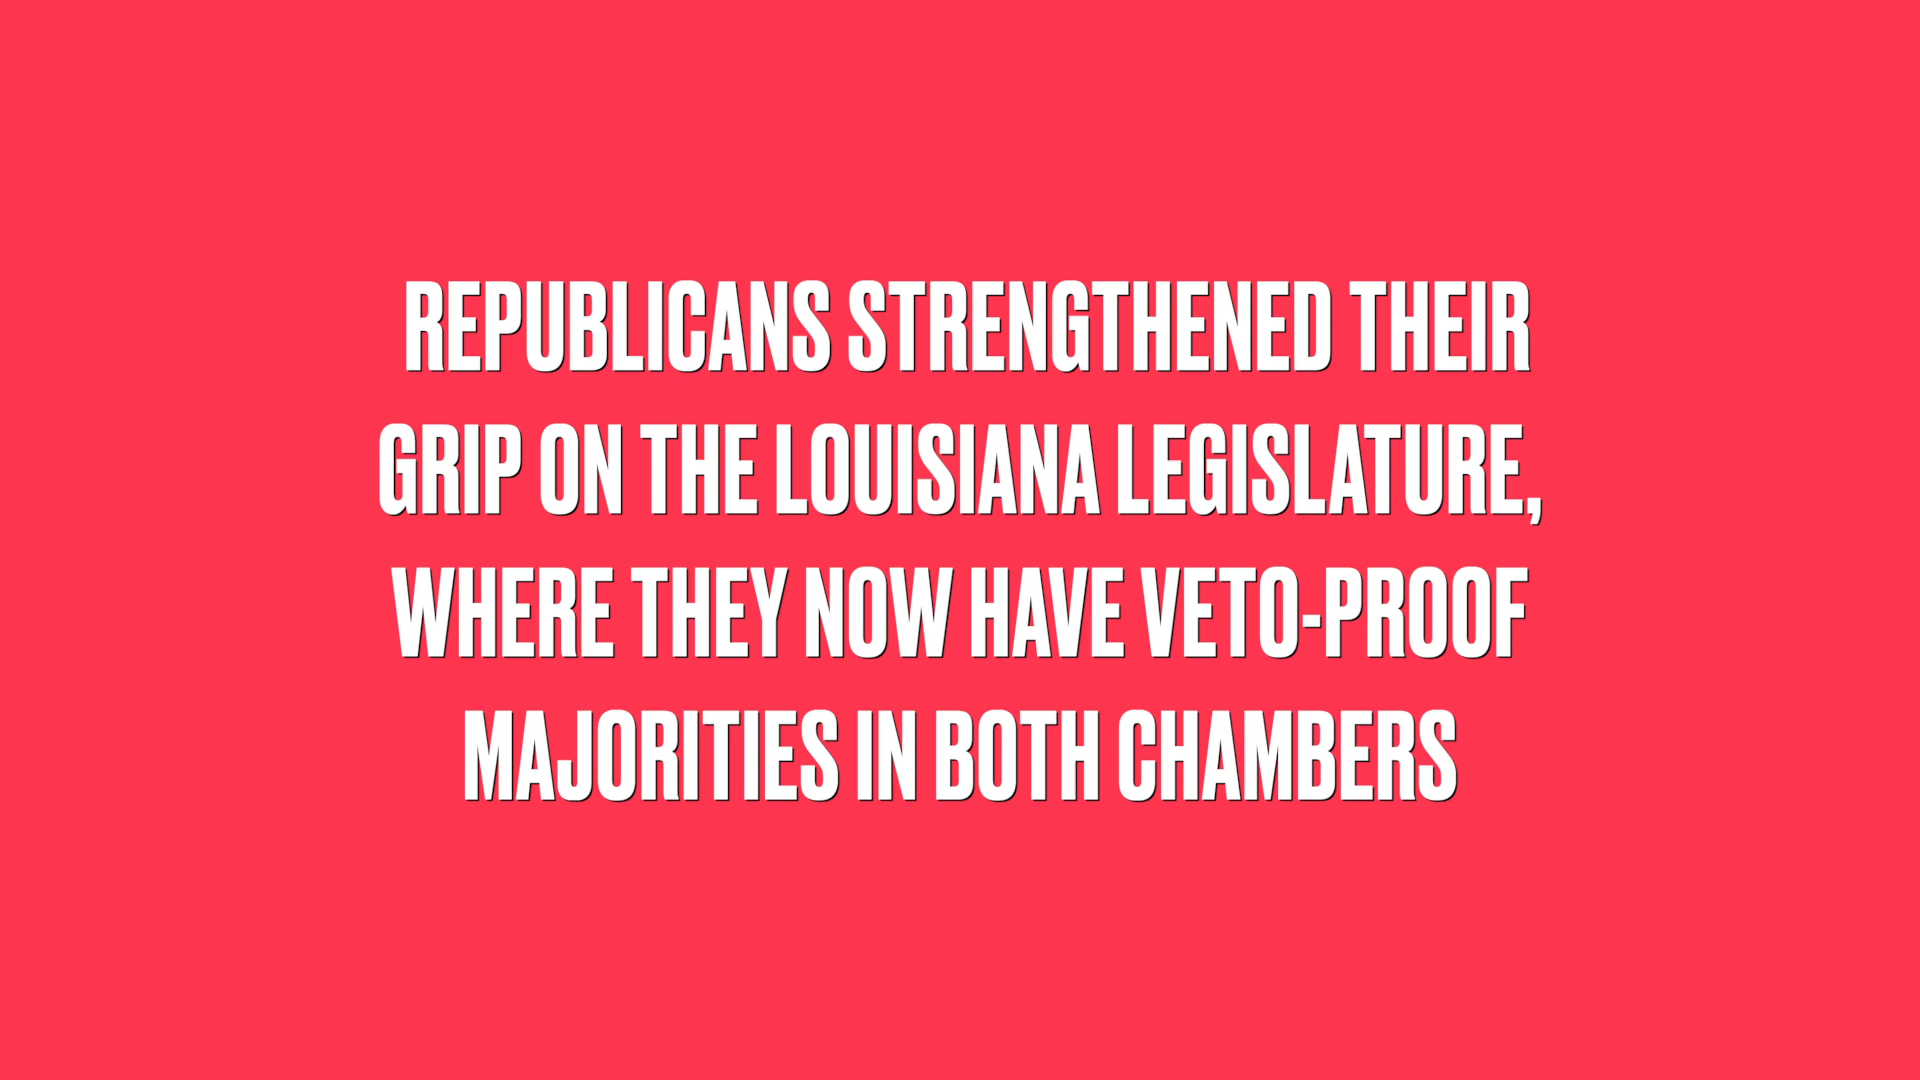 REPUBLICANS STRENGTHENED THEIR
GRIP ON THE LOUISIANA LEGISLATURE,
WHERE THEY NOW HAVE VETO-PROOF
MAJORITIES IN BOTH CHAMBERS